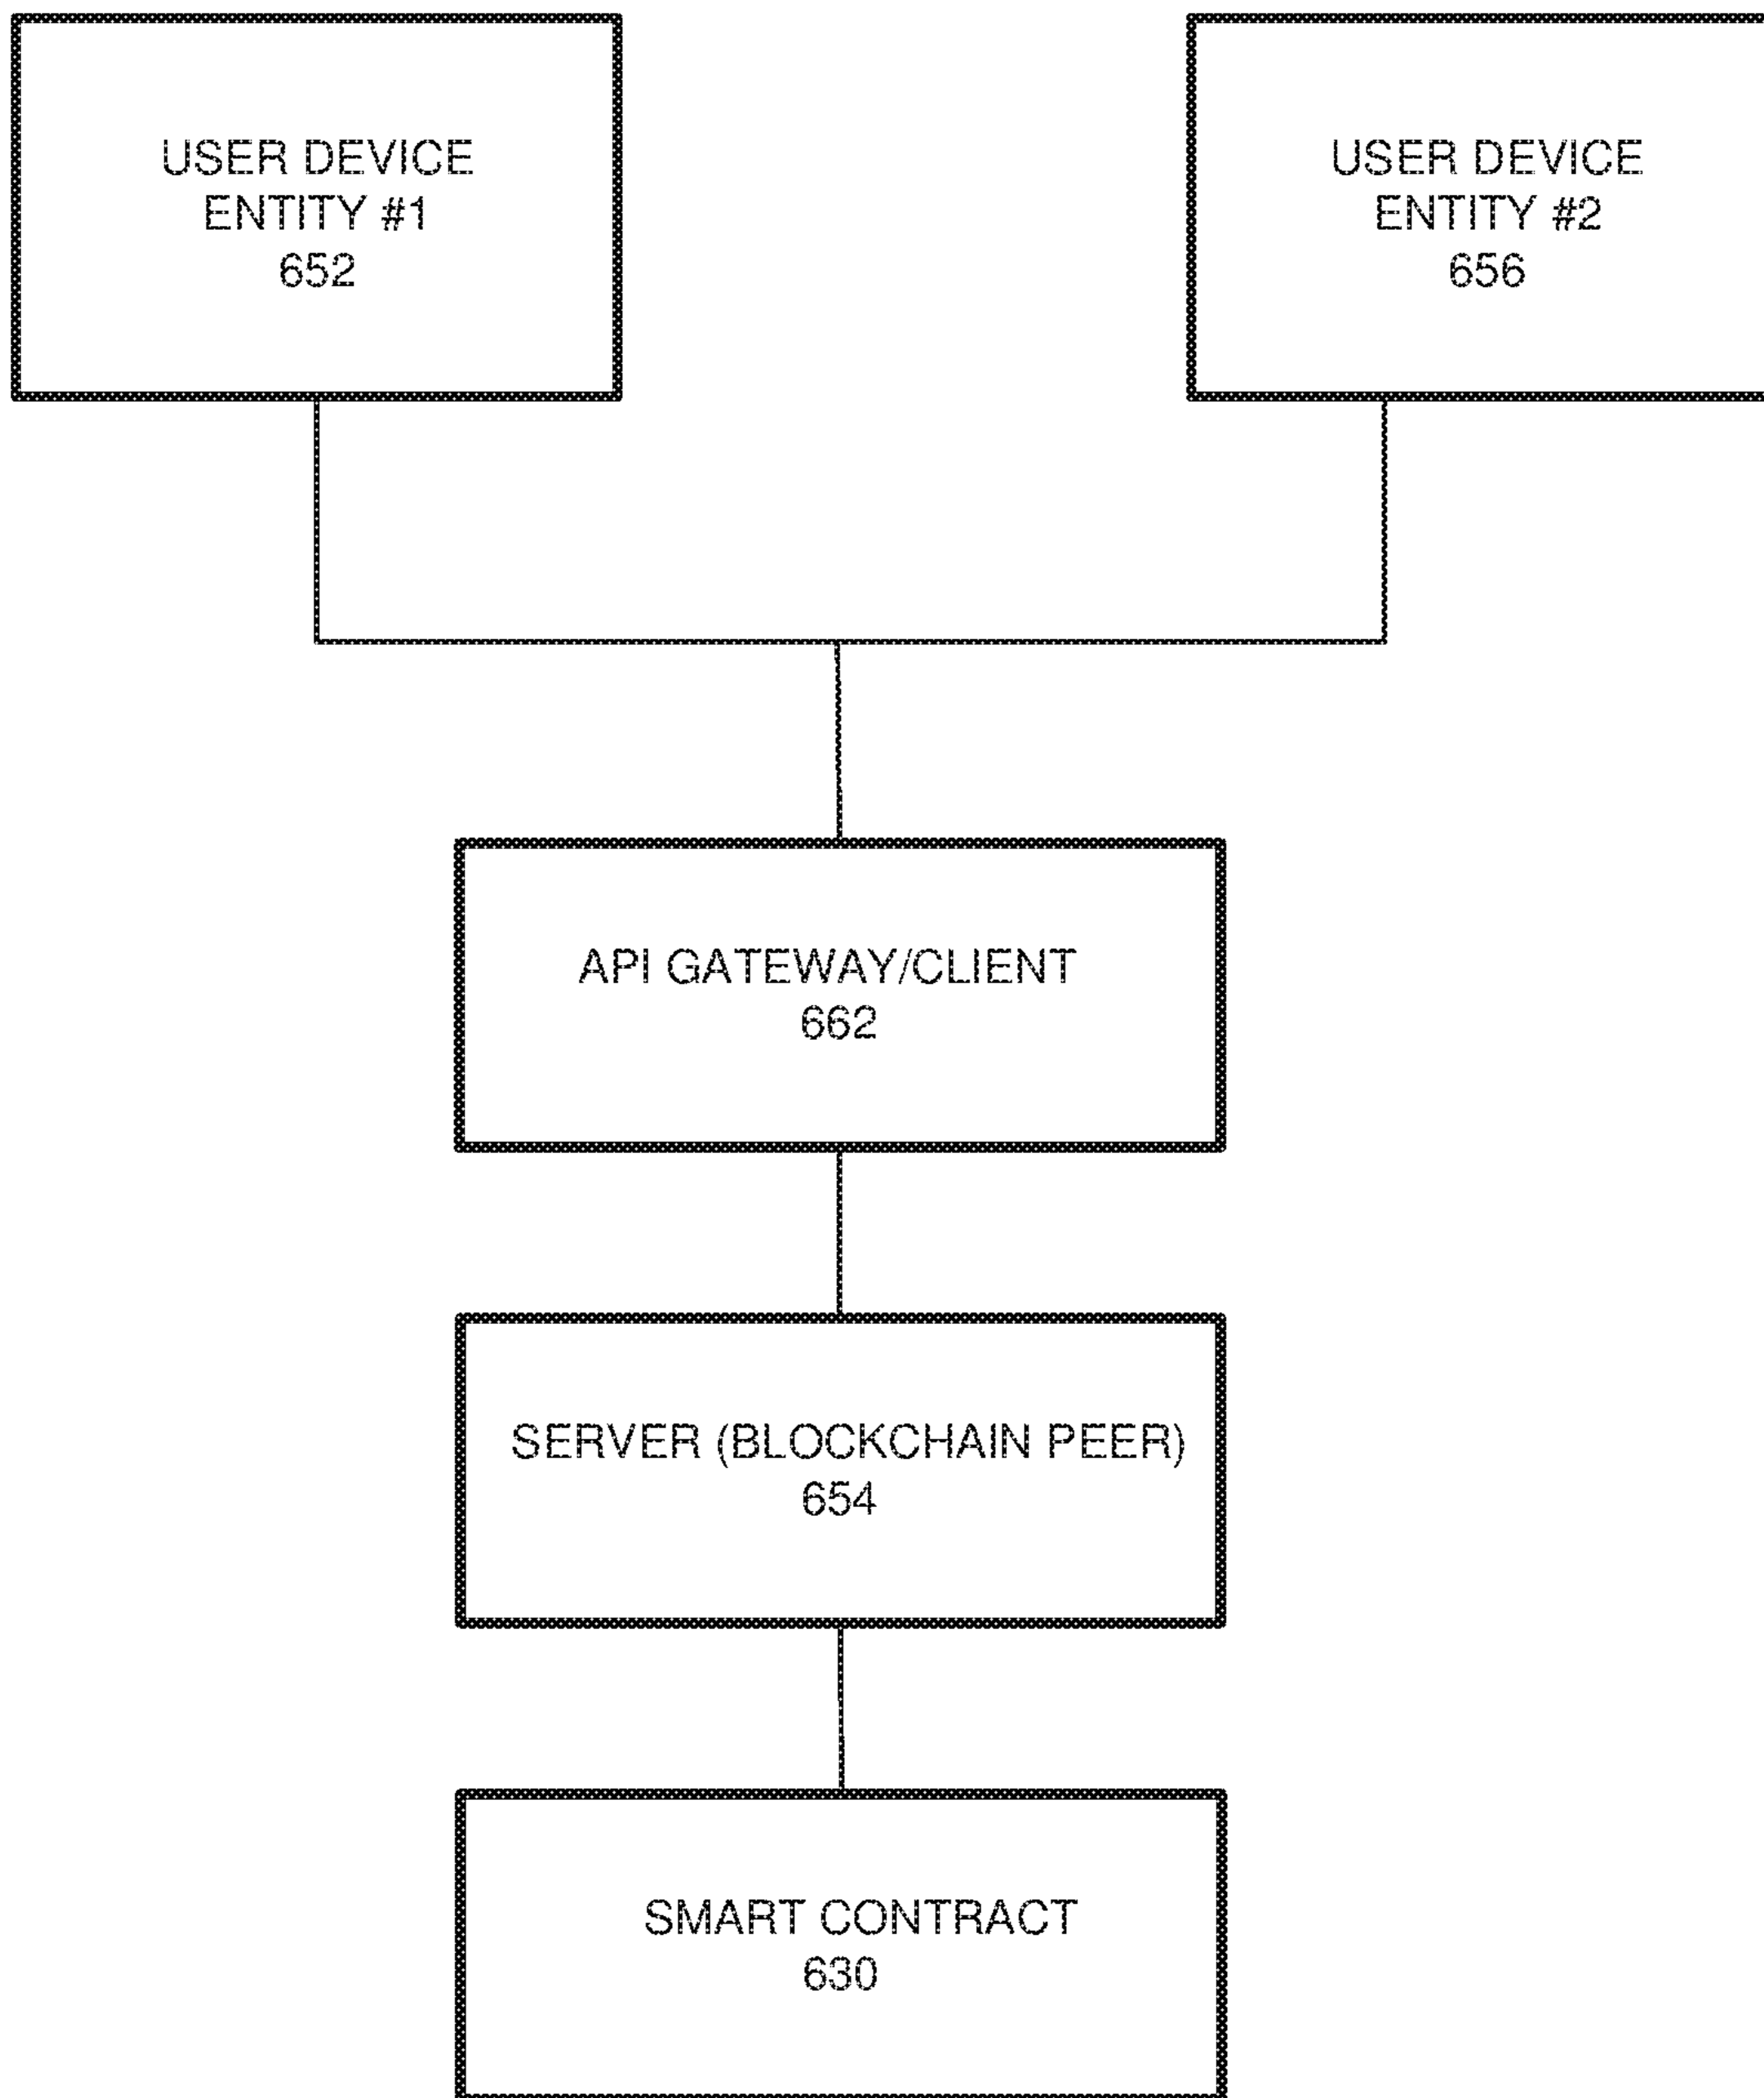 USER DEVICE
ENTITY #1
652
USER DEVICE
ENTITY #2
656
API GATEWAY/CLIENT
662
SERVER (BLOCKCHAIN PEER)
654
SMART CONTRACT
630